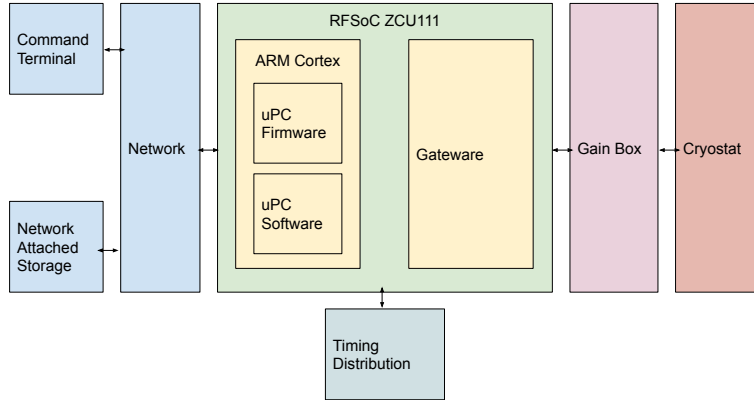 RFSoC ZCU111
Command
Terminal
Network
Attached
Storage
Network
ARM Cortex
uPC
Firmware
uPC
Software
Gateware
Gain Box
Cryostat
Timing
Distribution